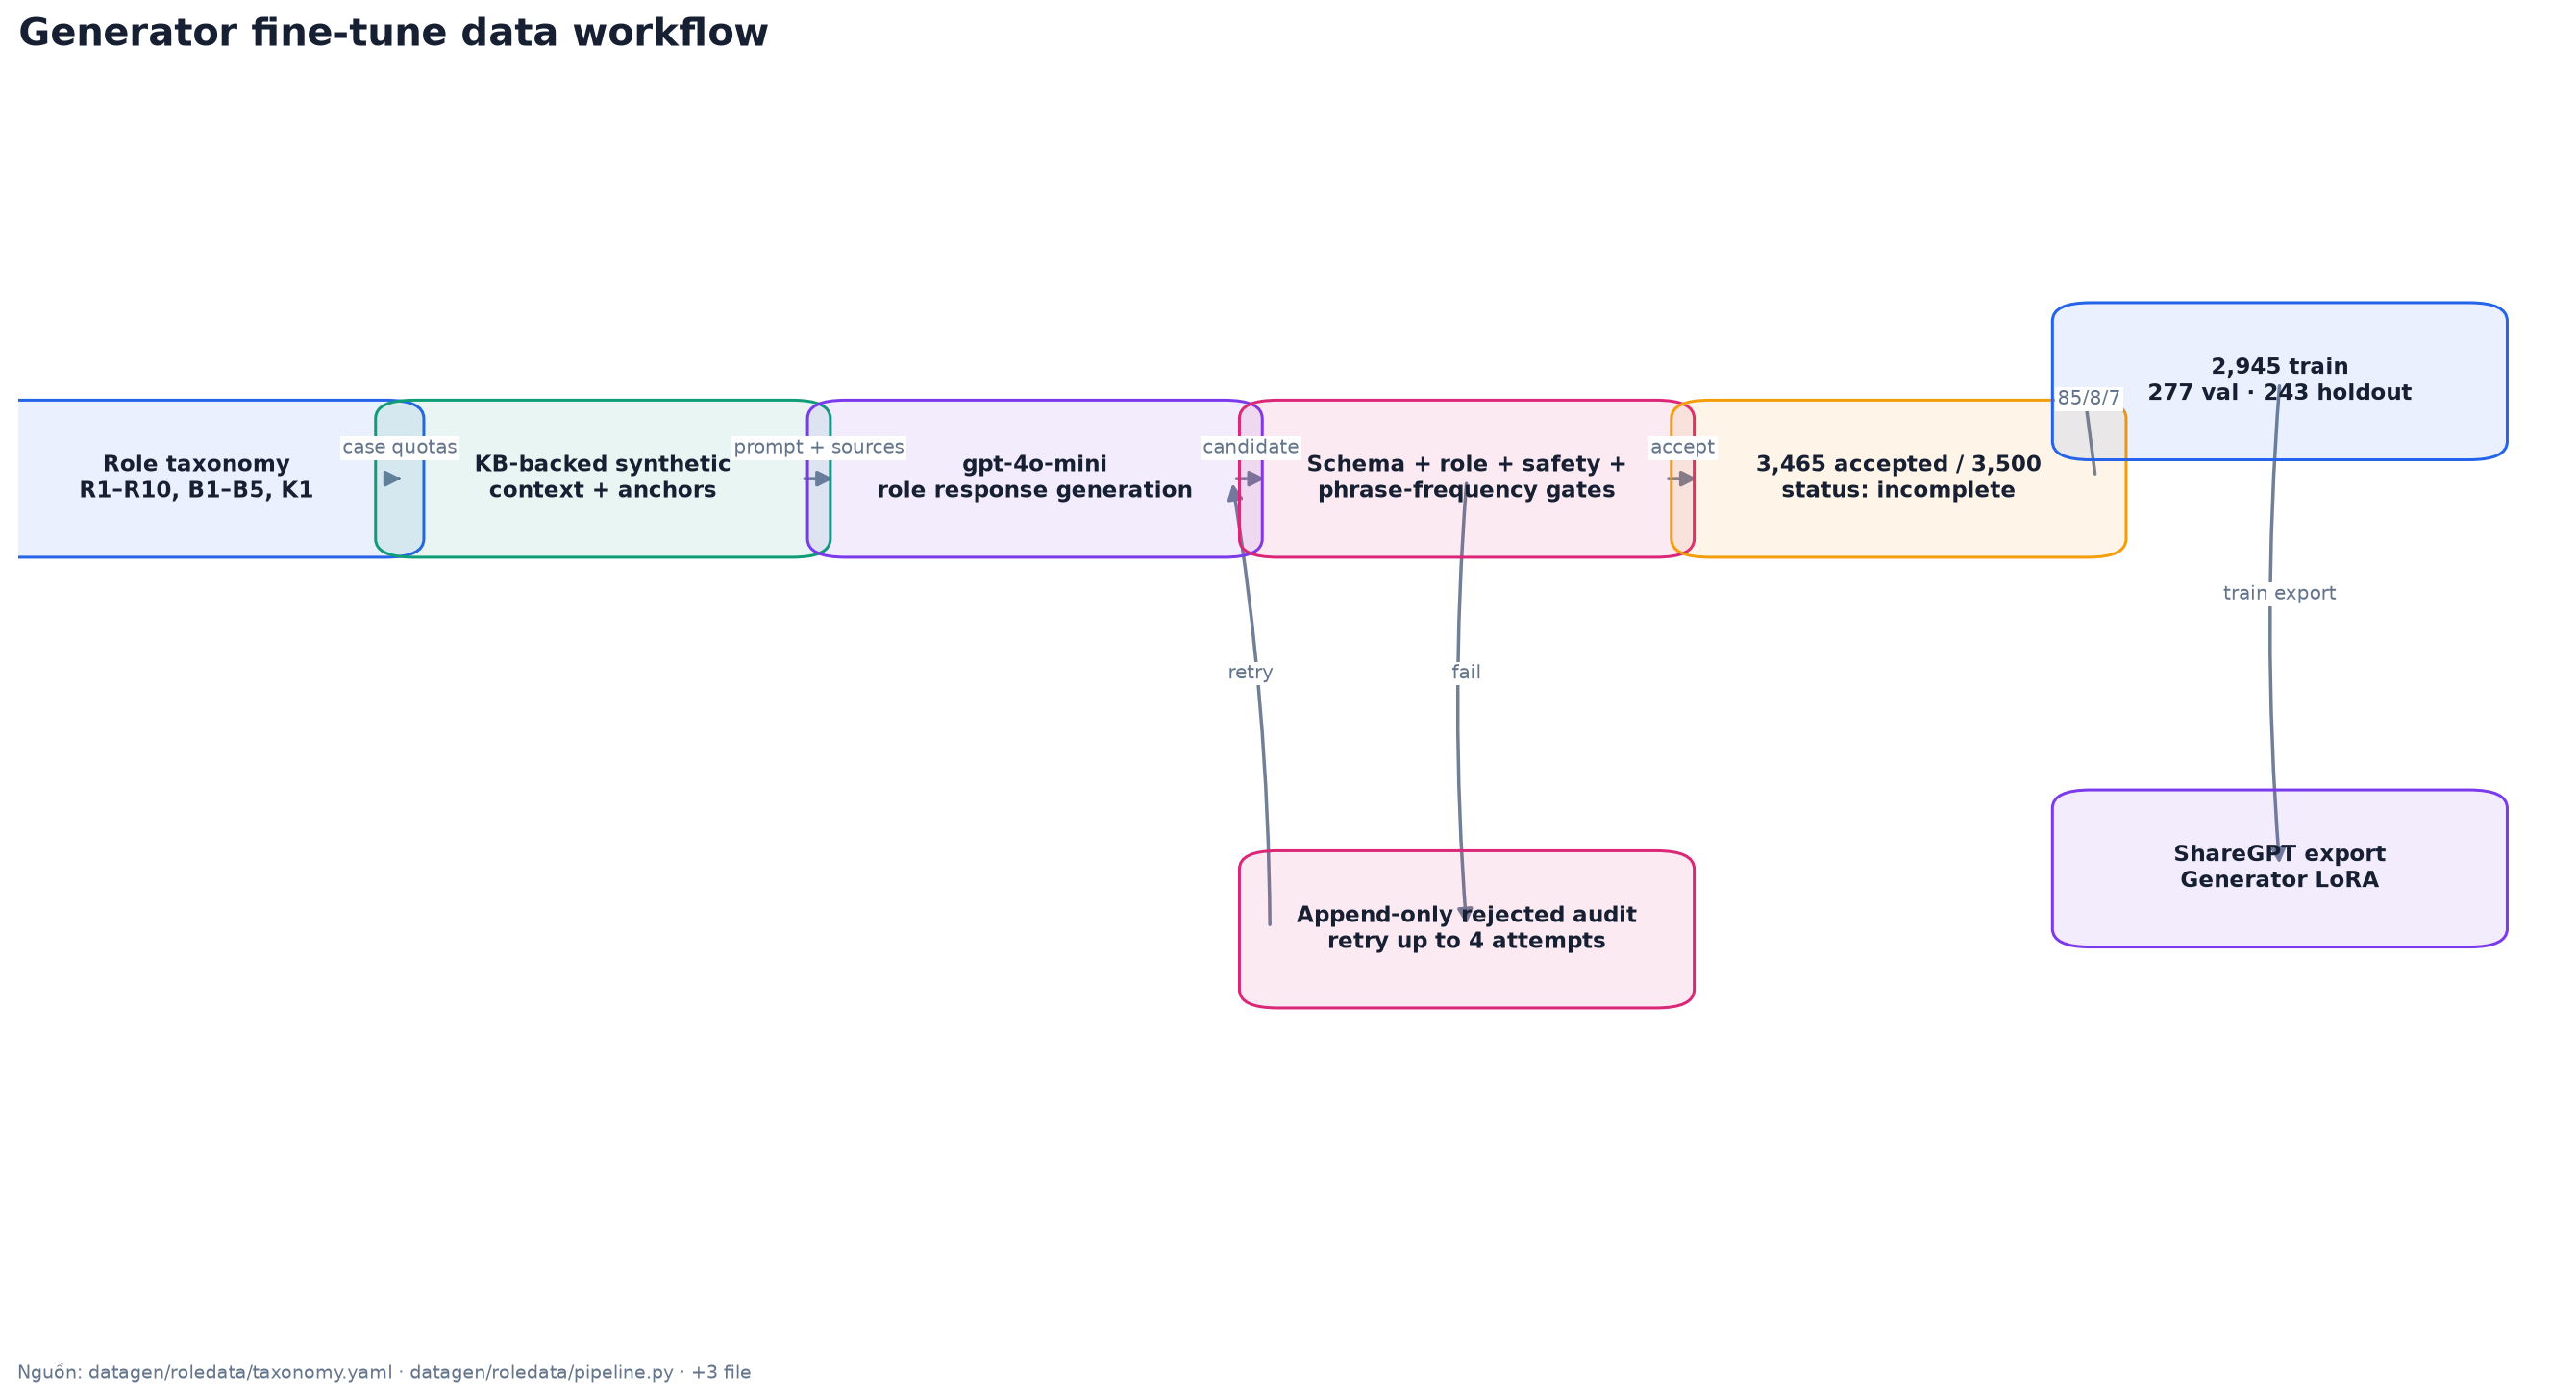 Generator fine-tune data workflow
Role taxonomy
R1–R10, B1–B5, K1
case quotas
KB-backed synthetic
context + anchors
prompt + sources
gpt-4o-mini
role response generation
candidate
Schema + role + safety +
phrase-frequency gates
accept
3,465 accepted / 3,500
status: incomplete
85/8/7
2,945 train
277 val · 243 holdout
train export
retry
fail
Append-only rejected audit
retry up to 4 attempts
ShareGPT export
Generator LoRA
Nguồn: datagen/roledata/taxonomy.yaml · datagen/roledata/pipeline.py · +3 file